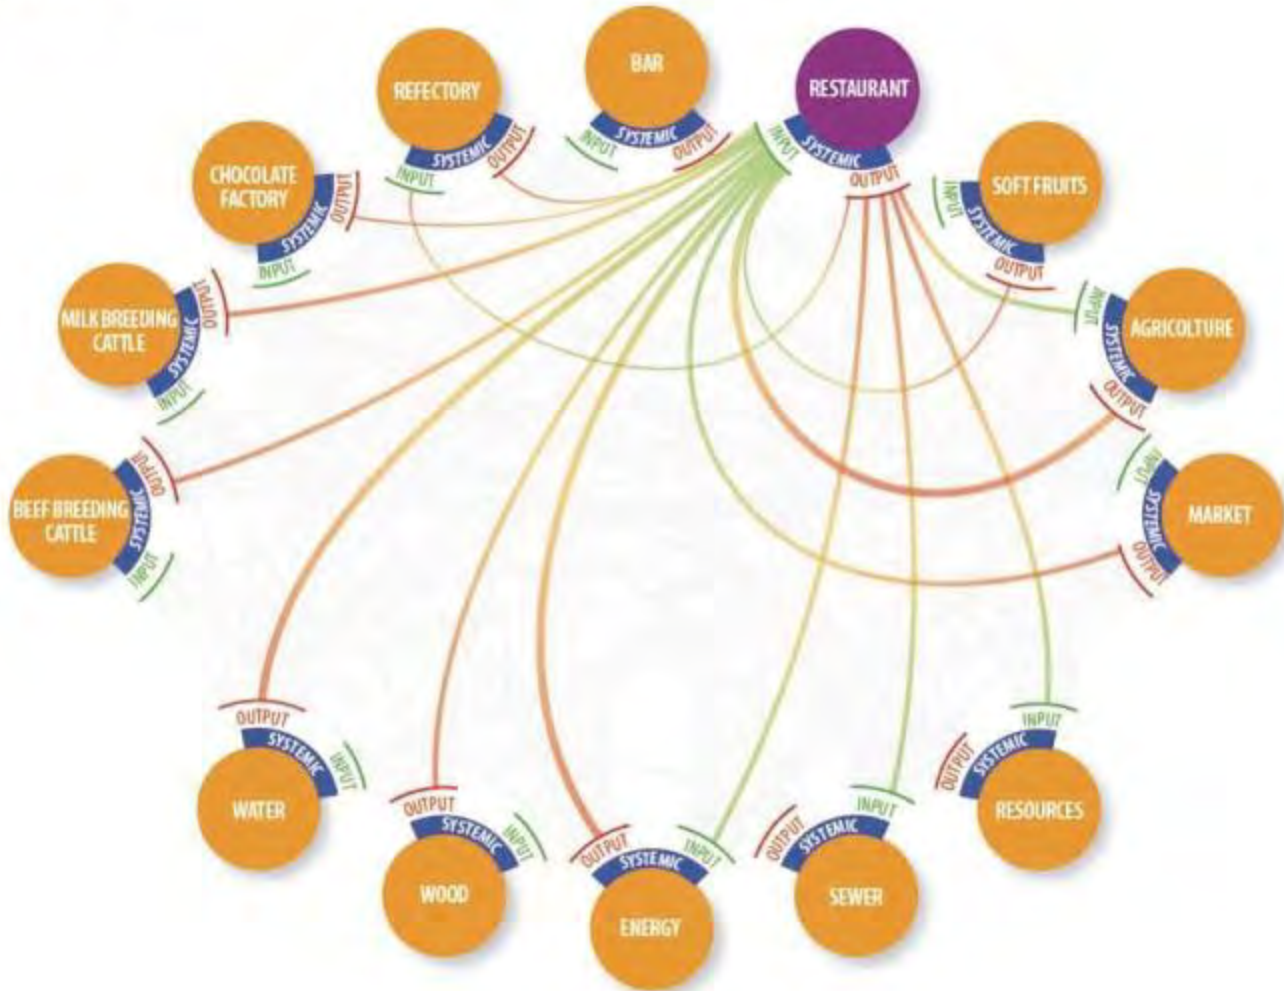 BAR
SYSTEMIC
INPUT
OUTPUT
RESTAURANT
SYSTEMIC
INPUT
OUTPUT
REFECTORY
SYSTEMIC
INPUT
OUTPUT
SOFT FRUITS
SYSTEMIC
INPUT
OUTPUT
CHOCOLATE
FACTORY
SYSTEMIC
INPUT
OUTPUT
AGRICOLTURE
SYSTEMIC
INPUT
OUTPUT
MILK BREEDING
CATTLE
SYSTEMIC
INPUT
OUTPUT
MARKET
SYSTEMIC
INPUT
OUTPUT
BEEF BREEDING
CATTLE
SYSTEMIC
INPUT
OUTPUT
WATER
SYSTEMIC
OUTPUT
INPUT
WOOD
SYSTEMIC
OUTPUT
INPUT
ENERGY
SYSTEMIC
OUTPUT
INPUT
SEWER
SYSTEMIC
OUTPUT
INPUT
RESOURCES
SYSTEMIC
OUTPUT
INPUT